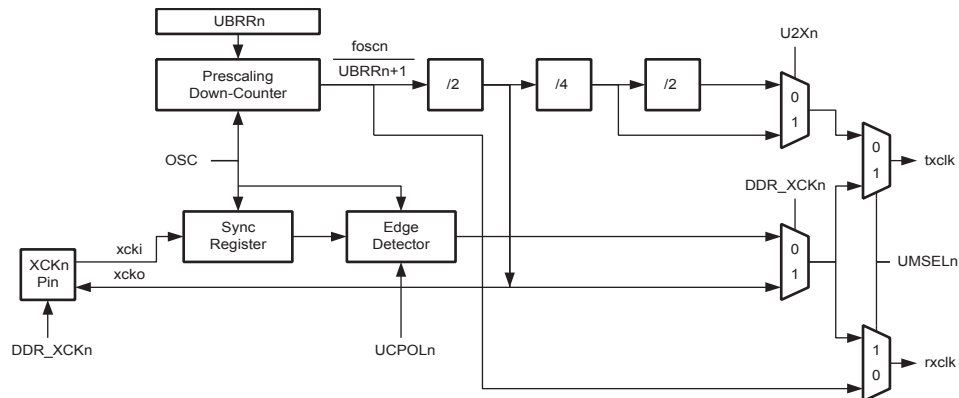 UBRRn
U2Xn
foscn
UBRRn+1
Prescaling
Down-Counter
/2
/4
/2
0
1
OSC
0
1
txclk
DDR_XCKn
Sync
Register
Edge
Detector
xcki
0
1
UMSELn
XCKn
Pin
xcko
DDR_XCKn
UCPOLn
1
0
rxclk